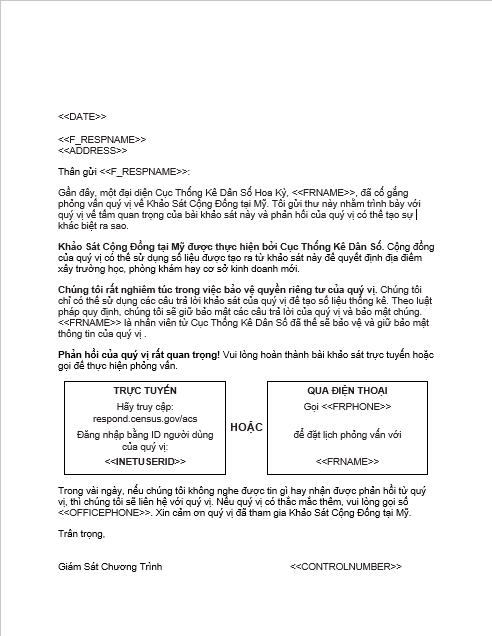 <<DATE>>
<<F_RESPNAME>>
<<ADDRESS>>
Thân gửi <<F_RESPNAME>>:
Gần đây, một đại diện Cục Thống Kê Dân Số Hoa Kỳ, <<FRNAME>>, đã cố gắng
phỏng vấn quý vị về Khảo Sát Cộng Đồng tại Mỹ. Tôi gửi thư này nhằm trình bày với
quý vị về tầm quan trọng của bài khảo sát này và phản hồi của quý vị có thể tạo sự
khác biệt ra sao.
Khảo Sát Cộng Đồng tại Mỹ được thực hiện bởi Cục Thống Kê Dân Số. Cộng đồng
của quý vị có thể sử dụng số liệu được tạo ra từ khảo sát này để quyết định địa điểm
xây trường học, phòng khám hay cơ sở kinh doanh mới.
Chúng tôi rất nghiêm túc trong việc bảo vệ quyền riêng tư của quý vị. Chúng tôi
chỉ có thể sử dụng các câu trả lời khảo sát của quý vị để tạo số liệu thống kê. Theo luật
pháp quy định, chúng tôi sẽ giữ bảo mật các câu trả lời của quý vị và bảo mật chúng.
<<FRNAME>> là nhân viên từ Cục Thống Kê Dân Số đã thề sẽ bảo vệ và giữ bảo mật
thông tin của quý vị .
Phản hồi của quý vị rất quan trọng! Vui lòng hoàn thành bài khảo sát trực tuyến hoặc
gọi để thực hiện phỏng vấn.
TRỰC TUYẾN
Hãy truy cập:
respond.census.gov/acs
Đăng nhập bằng ID người dùng
của quý vị:
<<INETUSERID>>
HOẶC
QUA ĐIỆN THOẠI
Gọi <<FRPHONE>>
để đặt lịch phỏng vấn với
<<FRNAME>>
Trong vài ngày, nếu chúng tôi không nghe được tin gì hay nhận được phản hồi từ quý
vị, thì chúng tôi sẽ liên hệ với quý vị. Nếu quý vị có thắc mắc thêm, vui lòng gọi số
<<OFFICEPHONE>>. Xin cảm ơn quý vị đã tham gia Khảo Sát Cộng Đồng tại Mỹ.
Trân trọng,
Giám Sát Chương Trình <<CONTROLNUMBER>>